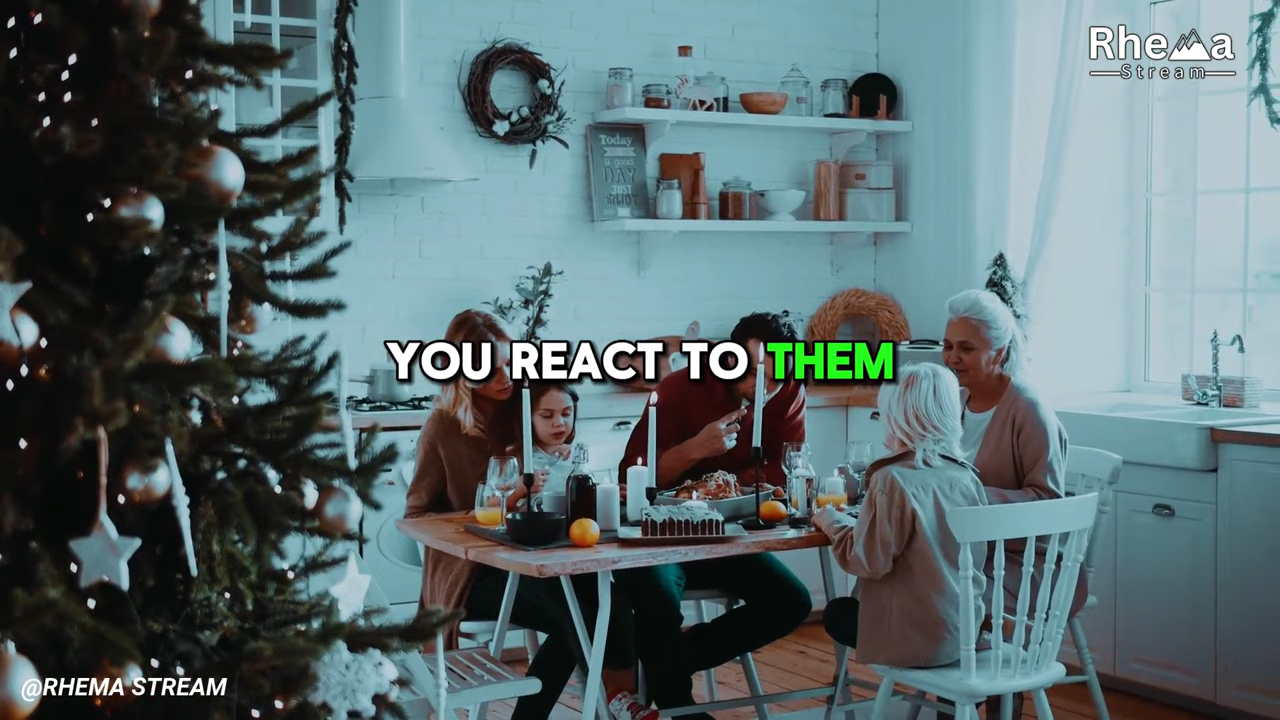 Rhema
Stream
Today
is a good
DAY
JUST
ENJOY
YOU REACT TO THEM
@RHEMA STREAM